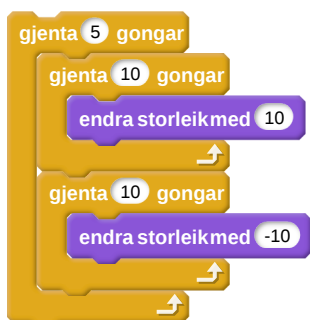 gjenta 5 gongar
gjenta 10 gongar
endra storleik med 10
gjenta 10 gongar
endra storleik med -10